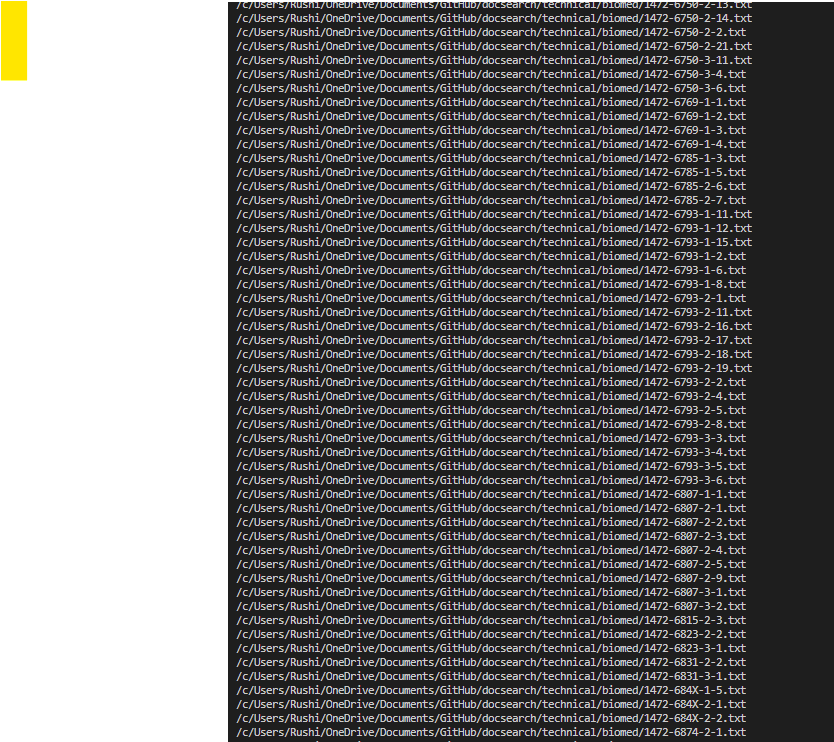 /c/Users/Rushi/OneDrive/Documents/GitHub/docsearch/technical/biomed/1472-6750-2-13.txt
/c/Users/Rushi/OneDrive/Documents/GitHub/docsearch/technical/biomed/1472-6750-2-14.txt
/c/Users/Rushi/OneDrive/Documents/GitHub/docsearch/technical/biomed/1472-6750-2-2.txt
/c/Users/Rushi/OneDrive/Documents/GitHub/docsearch/technical/biomed/1472-6750-2-21.txt
/c/Users/Rushi/OneDrive/Documents/GitHub/docsearch/technical/biomed/1472-6750-3-11.txt
/c/Users/Rushi/OneDrive/Documents/GitHub/docsearch/technical/biomed/1472-6750-3-4.txt
/c/Users/Rushi/OneDrive/Documents/GitHub/docsearch/technical/biomed/1472-6750-3-6.txt
/c/Users/Rushi/OneDrive/Documents/GitHub/docsearch/technical/biomed/1472-6769-1-1.txt
/c/Users/Rushi/OneDrive/Documents/GitHub/docsearch/technical/biomed/1472-6769-1-2.txt
/c/Users/Rushi/OneDrive/Documents/GitHub/docsearch/technical/biomed/1472-6769-1-3.txt
/c/Users/Rushi/OneDrive/Documents/GitHub/docsearch/technical/biomed/1472-6769-1-4.txt
/c/Users/Rushi/OneDrive/Documents/GitHub/docsearch/technical/biomed/1472-6785-1-3.txt
/c/Users/Rushi/OneDrive/Documents/GitHub/docsearch/technical/biomed/1472-6785-1-5.txt
/c/Users/Rushi/OneDrive/Documents/GitHub/docsearch/technical/biomed/1472-6785-2-6.txt
/c/Users/Rushi/OneDrive/Documents/GitHub/docsearch/technical/biomed/1472-6785-2-7.txt
/c/Users/Rushi/OneDrive/Documents/GitHub/docsearch/technical/biomed/1472-6793-1-11.txt
/c/Users/Rushi/OneDrive/Documents/GitHub/docsearch/technical/biomed/1472-6793-1-12.txt
/c/Users/Rushi/OneDrive/Documents/GitHub/docsearch/technical/biomed/1472-6793-1-15.txt
/c/Users/Rushi/OneDrive/Documents/GitHub/docsearch/technical/biomed/1472-6793-1-2.txt
/c/Users/Rushi/OneDrive/Documents/GitHub/docsearch/technical/biomed/1472-6793-1-6.txt
/c/Users/Rushi/OneDrive/Documents/GitHub/docsearch/technical/biomed/1472-6793-1-8.txt
/c/Users/Rushi/OneDrive/Documents/GitHub/docsearch/technical/biomed/1472-6793-2-1.txt
/c/Users/Rushi/OneDrive/Documents/GitHub/docsearch/technical/biomed/1472-6793-2-11.txt
/c/Users/Rushi/OneDrive/Documents/GitHub/docsearch/technical/biomed/1472-6793-2-16.txt
/c/Users/Rushi/OneDrive/Documents/GitHub/docsearch/technical/biomed/1472-6793-2-17.txt
/c/Users/Rushi/OneDrive/Documents/GitHub/docsearch/technical/biomed/1472-6793-2-18.txt
/c/Users/Rushi/OneDrive/Documents/GitHub/docsearch/technical/biomed/1472-6793-2-19.txt
/c/Users/Rushi/OneDrive/Documents/GitHub/docsearch/technical/biomed/1472-6793-2-2.txt
/c/Users/Rushi/OneDrive/Documents/GitHub/docsearch/technical/biomed/1472-6793-2-4.txt
/c/Users/Rushi/OneDrive/Documents/GitHub/docsearch/technical/biomed/1472-6793-2-5.txt
/c/Users/Rushi/OneDrive/Documents/GitHub/docsearch/technical/biomed/1472-6793-2-8.txt
/c/Users/Rushi/OneDrive/Documents/GitHub/docsearch/technical/biomed/1472-6793-3-3.txt
/c/Users/Rushi/OneDrive/Documents/GitHub/docsearch/technical/biomed/1472-6793-3-4.txt
/c/Users/Rushi/OneDrive/Documents/GitHub/docsearch/technical/biomed/1472-6793-3-5.txt
/c/Users/Rushi/OneDrive/Documents/GitHub/docsearch/technical/biomed/1472-6793-3-6.txt
/c/Users/Rushi/OneDrive/Documents/GitHub/docsearch/technical/biomed/1472-6807-1-1.txt
/c/Users/Rushi/OneDrive/Documents/GitHub/docsearch/technical/biomed/1472-6807-2-1.txt
/c/Users/Rushi/OneDrive/Documents/GitHub/docsearch/technical/biomed/1472-6807-2-2.txt
/c/Users/Rushi/OneDrive/Documents/GitHub/docsearch/technical/biomed/1472-6807-2-3.txt
/c/Users/Rushi/OneDrive/Documents/GitHub/docsearch/technical/biomed/1472-6807-2-4.txt
/c/Users/Rushi/OneDrive/Documents/GitHub/docsearch/technical/biomed/1472-6807-2-5.txt
/c/Users/Rushi/OneDrive/Documents/GitHub/docsearch/technical/biomed/1472-6807-2-9.txt
/c/Users/Rushi/OneDrive/Documents/GitHub/docsearch/technical/biomed/1472-6807-3-1.txt
/c/Users/Rushi/OneDrive/Documents/GitHub/docsearch/technical/biomed/1472-6807-3-2.txt
/c/Users/Rushi/OneDrive/Documents/GitHub/docsearch/technical/biomed/1472-6815-2-3.txt
/c/Users/Rushi/OneDrive/Documents/GitHub/docsearch/technical/biomed/1472-6823-2-2.txt
/c/Users/Rushi/OneDrive/Documents/GitHub/docsearch/technical/biomed/1472-6823-3-1.txt
/c/Users/Rushi/OneDrive/Documents/GitHub/docsearch/technical/biomed/1472-6831-2-2.txt
/c/Users/Rushi/OneDrive/Documents/GitHub/docsearch/technical/biomed/1472-6831-3-1.txt
/c/Users/Rushi/OneDrive/Documents/GitHub/docsearch/technical/biomed/1472-684X-1-5.txt
/c/Users/Rushi/OneDrive/Documents/GitHub/docsearch/technical/biomed/1472-684X-2-1.txt
/c/Users/Rushi/OneDrive/Documents/GitHub/docsearch/technical/biomed/1472-684X-2-2.txt
/c/Users/Rushi/OneDrive/Documents/GitHub/docsearch/technical/biomed/1472-6874-2-1.txt